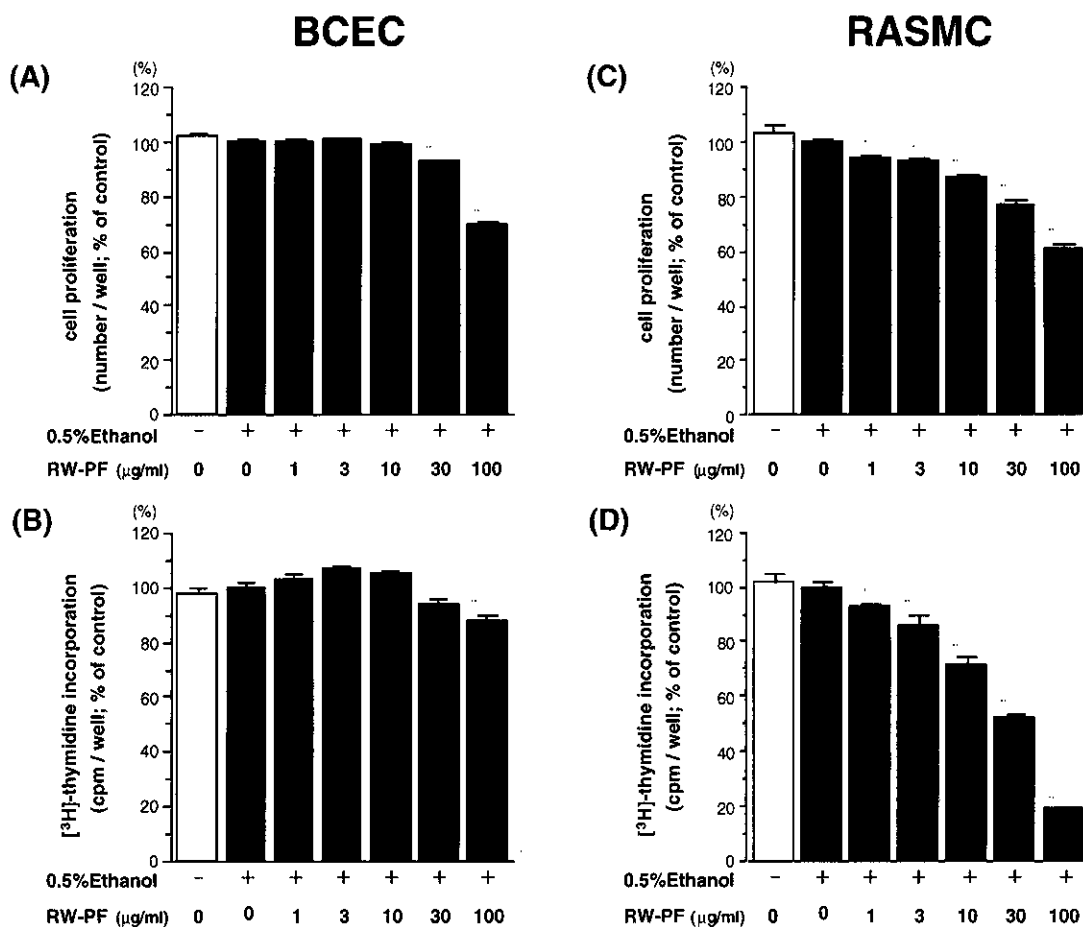 BCEC
RASMC
(A)
(%)
120
100
80
60
40
20
0
cell proliferation
(number / well; % of control)
0.5%Ethanol - + + + + + +
RW-PF (μg/ml) 0 0 1 3 10 30 100
(C)
(%)
120
100
80
60
40
20
0
cell proliferation
(number / well; % of control)
0.5%Ethanol - + + + + + +
RW-PF (μg/ml) 0 0 1 3 10 30 100
(B)
(%)
120
100
80
60
40
20
0
[³H]-thymidine incorporation
(cpm / well; % of control)
0.5%Ethanol - + + + + + +
RW-PF (μg/ml) 0 0 1 3 10 30 100
(D)
(%)
120
100
80
60
40
20
0
[³H]-thymidine incorporation
(cpm / well; % of control)
0.5%Ethanol - + + + + + +
RW-PF (μg/ml) 0 0 1 3 10 30 100